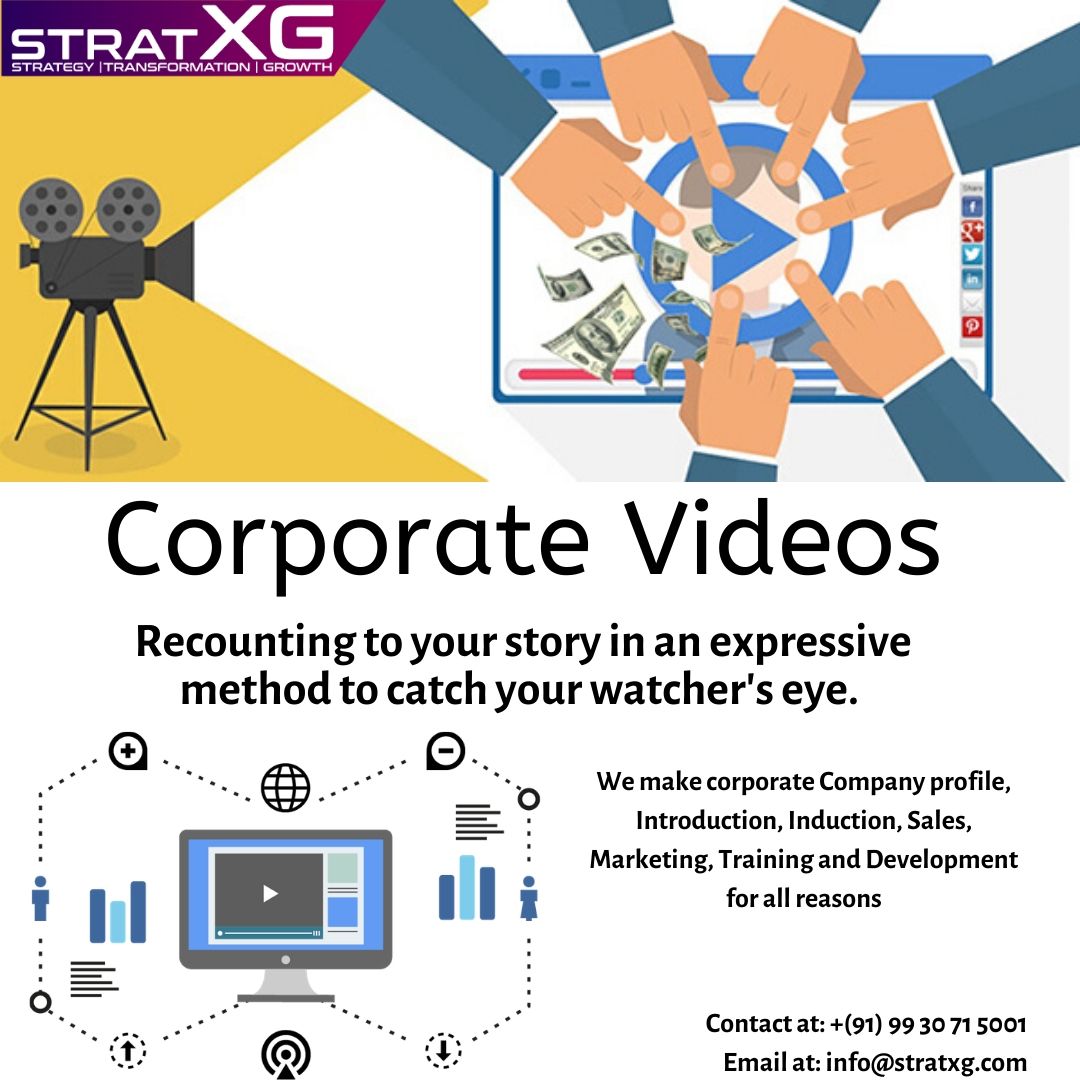 STRATXG
STRATEGY | TRANSFORMATION | GROWTH
Share
Corporate Videos
Recounting to your story in an expressive
method to catch your watcher's eye.
We make corporate Company profile,
Introduction, Induction, Sales,
Marketing, Training and Development
for all reasons
Contact at: +(91) 99 30 71 5001
Email at: info@stratxg.com